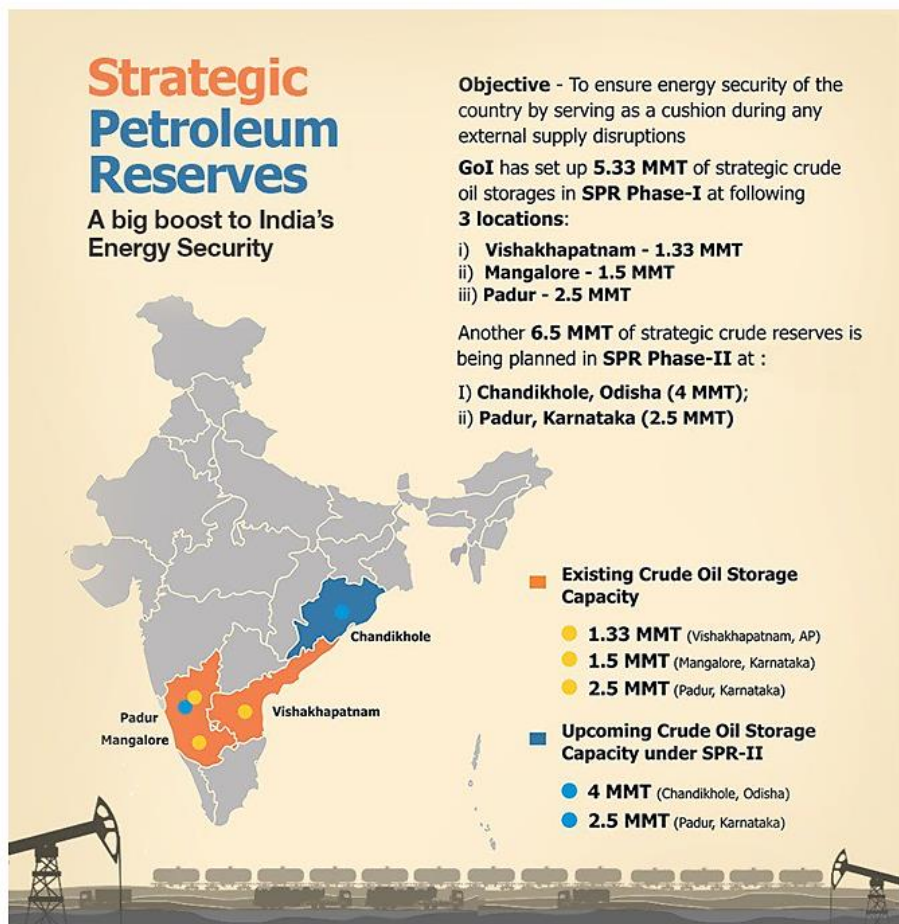 Strategic
Petroleum
Reserves
A big boost to India's
Energy Security
Objective - To ensure energy security of the
country by serving as a cushion during any
external supply disruptions
GoI has set up 5.33 MMT of strategic crude
oil storages in SPR Phase-I at following
3 locations:
i) Vishakhapatnam - 1.33 MMT
ii) Mangalore - 1.5 MMT
iii) Padur - 2.5 MMT
Another 6.5 MMT of strategic crude reserves is
being planned in SPR Phase-II at :
I) Chandikhole, Odisha (4 MMT);
ii) Padur, Karnataka (2.5 MMT)
Chandikhole
Vishakhapatnam
Padur
Mangalore
Existing Crude Oil Storage
Capacity
1.33 MMT (Vishakhapatnam, AP)
1.5 MMT (Mangalore, Karnataka)
2.5 MMT (Padur, Karnataka)
Upcoming Crude Oil Storage
Capacity under SPR-II
4 MMT (Chandikhole, Odisha)
2.5 MMT (Padur, Karnataka)